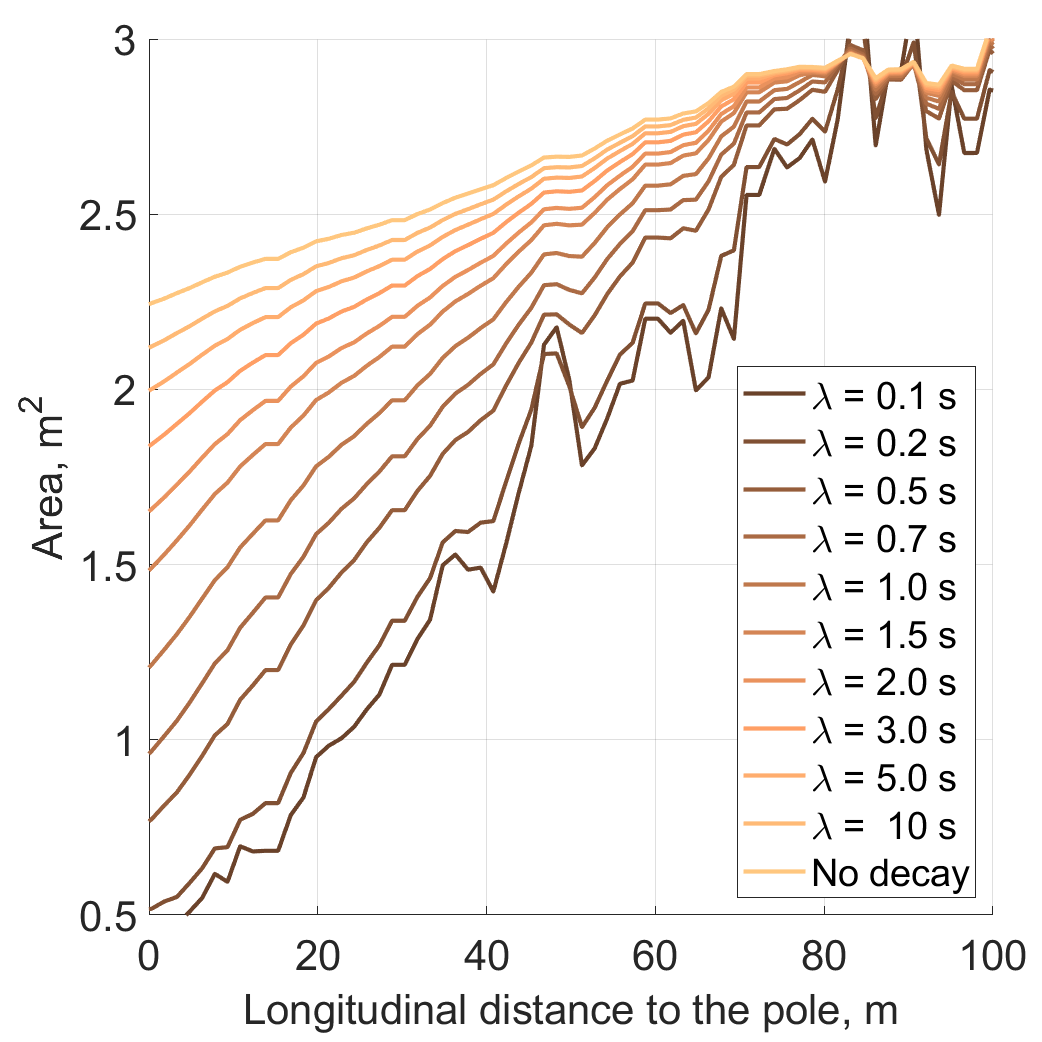 3
2.5
2
1.5
1
0.5
Area, m²
0
20
40
60
80
100
Longitudinal distance to the pole, m
λ = 0.1 s
λ = 0.2 s
λ = 0.5 s
λ = 0.7 s
λ = 1.0 s
λ = 1.5 s
λ = 2.0 s
λ = 3.0 s
λ = 5.0 s
λ = 10 s
No decay